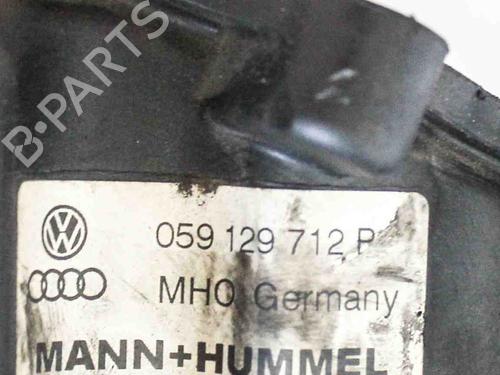 B-PARTS
059 129 712 P
MHO Germany
MANN+HUMMEL